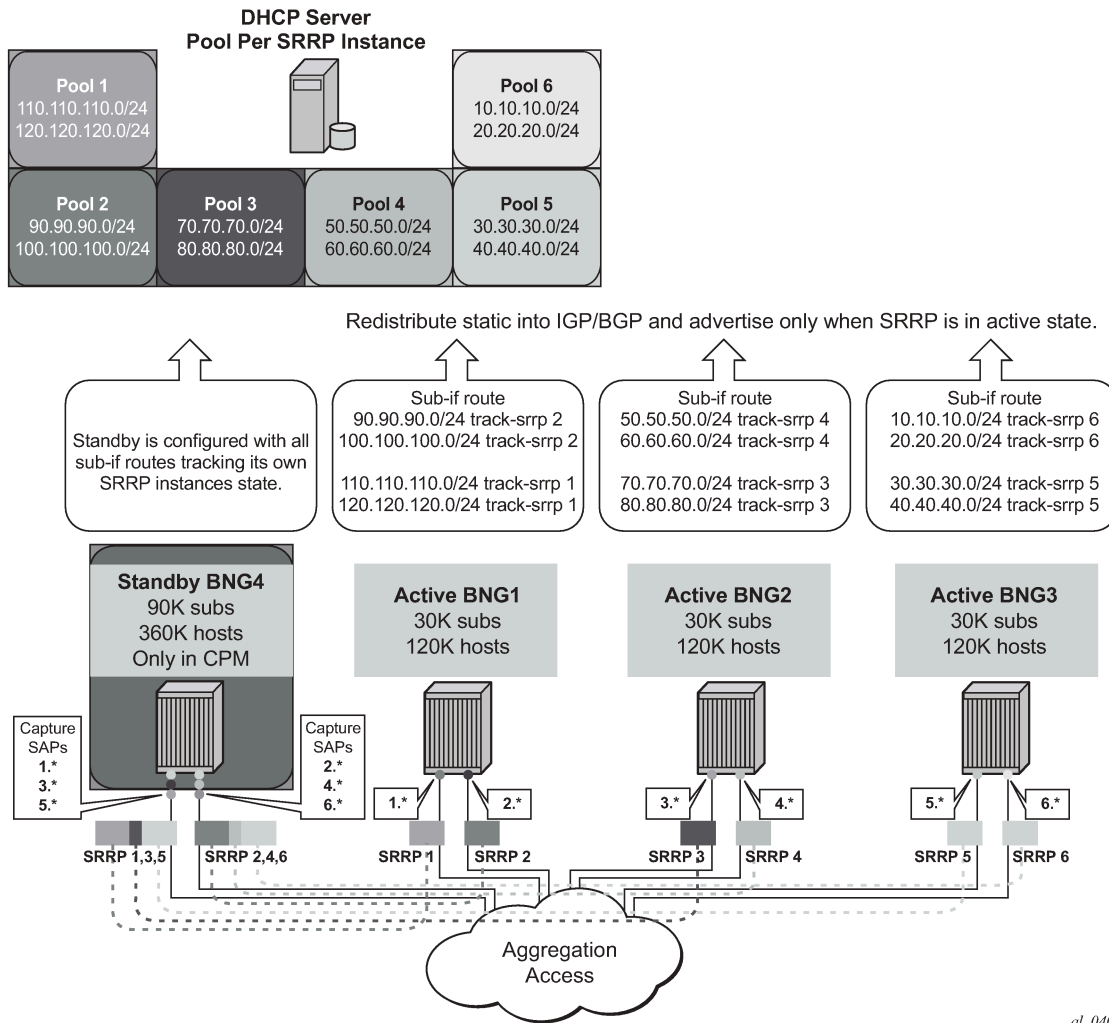 DHCP Server
Pool Per SRRP Instance
Pool 1
110.110.110.0/24
120.120.120.0/24
Pool 6
10.10.10.0/24
20.20.20.0/24
Pool 2
90.90.90.0/24
100.100.100.0/24
Pool 3
70.70.70.0/24
80.80.80.0/24
Pool 4
50.50.50.0/24
60.60.60.0/24
Pool 5
30.30.30.0/24
40.40.40.0/24
Redistribute static into IGP/BGP and advertise only when SRRP is in active state.
Standby is configured with all
sub-if routes tracking its own
SRRP instances state.
Sub-if route
90.90.90.0/24 track-srrp 2
100.100.100.0/24 track-srrp 2
110.110.110.0/24 track-srrp 1
120.120.120.0/24 track-srrp 1
Sub-if route
50.50.50.0/24 track-srrp 4
60.60.60.0/24 track-srrp 4
70.70.70.0/24 track-srrp 3
80.80.80.0/24 track-srrp 3
Sub-if route
10.10.10.0/24 track-srrp 6
20.20.20.0/24 track-srrp 6
30.30.30.0/24 track-srrp 5
40.40.40.0/24 track-srrp 5
Standby BNG4
90K subs
360K hosts
Only in CPM
Active BNG1
30K subs
120K hosts
Active BNG2
30K subs
120K hosts
Active BNG3
30K subs
120K hosts
Capture
SAPs
1.*
3.*
5.*
Capture
SAPs
2.*
4.*
6.*
1.*
2.*
3.*
4.*
5.*
6.*
SRRP 1,3,5
SRRP 2,4,6
SRRP 1
SRRP 2
SRRP 3
SRRP 4
SRRP 5
SRRP 6
Aggregation
Access